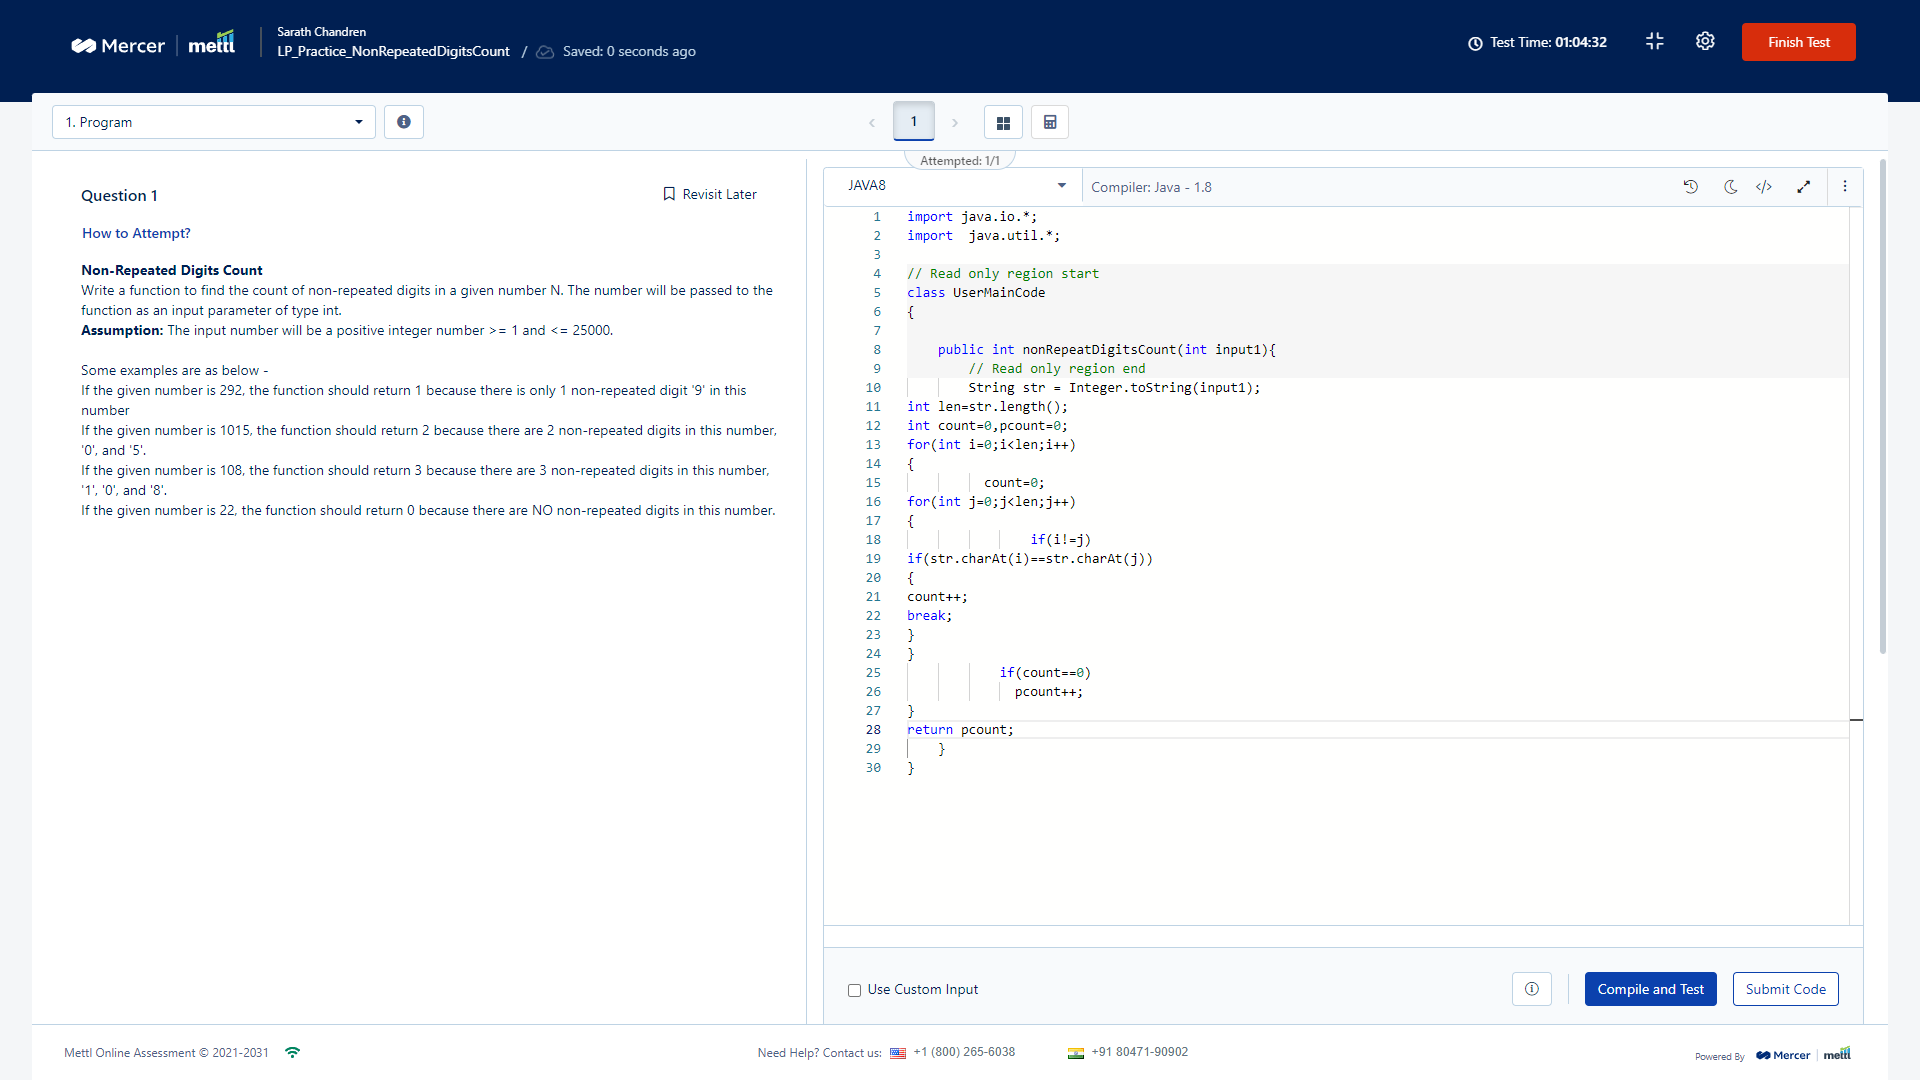 Mercer mettl
Sarath Chandren
LP_Practice_NonRepeatedDigitsCount / Saved: 0 seconds ago
Test Time: 01:04:32
Finish Test
1. Program
1
Attempted: 1/1
Question 1
Revisit Later
How to Attempt?
Non-Repeated Digits Count
Write a function to find the count of non-repeated digits in a given number N. The number will be passed to the
function as an input parameter of type int.
Assumption: The input number will be a positive integer number >= 1 and <= 25000.
Some examples are as below -
If the given number is 292, the function should return 1 because there is only 1 non-repeated digit '9' in this
number
If the given number is 1015, the function should return 2 because there are 2 non-repeated digits in this number,
'0', and '5'.
If the given number is 108, the function should return 3 because there are 3 non-repeated digits in this number,
'1', '0', and '8'.
If the given number is 22, the function should return 0 because there are NO non-repeated digits in this number.
JAVA8
Compiler: Java - 1.8
1 import java.io.*;
2 import  java.util.*;
3
4 // Read only region start
5 class UserMainCode
6 {
7
8     public int nonRepeatDigitsCount(int input1){
9         // Read only region end
10         String str = Integer.toString(input1);
11 int len=str.length();
12 int count=0,pcount=0;
13 for(int i=0;i<len;i++)
14 {
15           count=0;
16 for(int j=0;j<len;j++)
17 {
18                 if(i!=j)
19 if(str.charAt(i)==str.charAt(j))
20 {
21 count++;
22 break;
23 }
24 }
25             if(count==0)
26               pcount++;
27 }
28 return pcount;
29     }
30 }
Use Custom Input
Compile and Test
Submit Code
Mettl Online Assessment © 2021-2031
Need Help? Contact us: +1 (800) 265-6038
+91 80471-90902
Powered By Mercer mettl